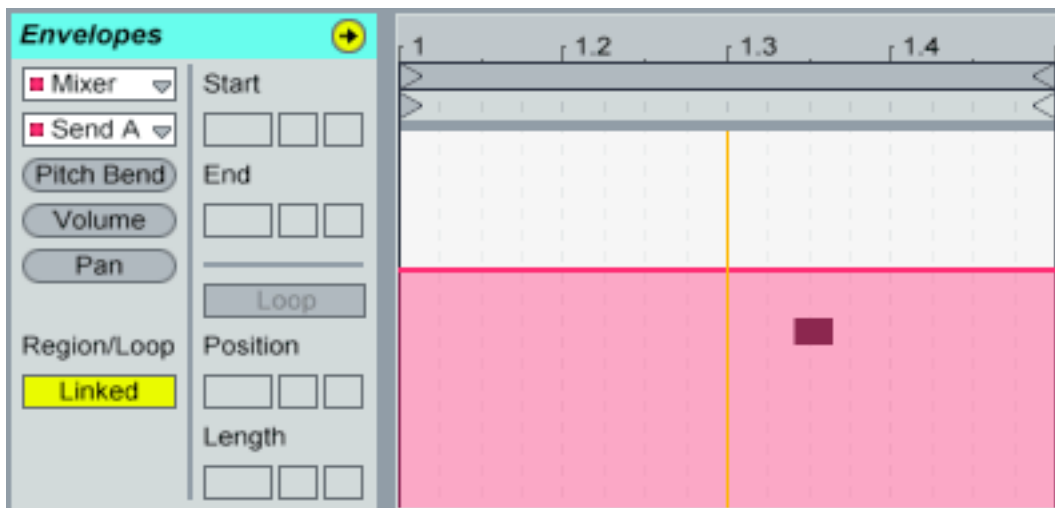 Envelopes
Mixer
Send A
Pitch Bend
Volume
Pan
Region/Loop
Linked
Start
End
Loop
Position
Length
1 1.2 1.3 1.4